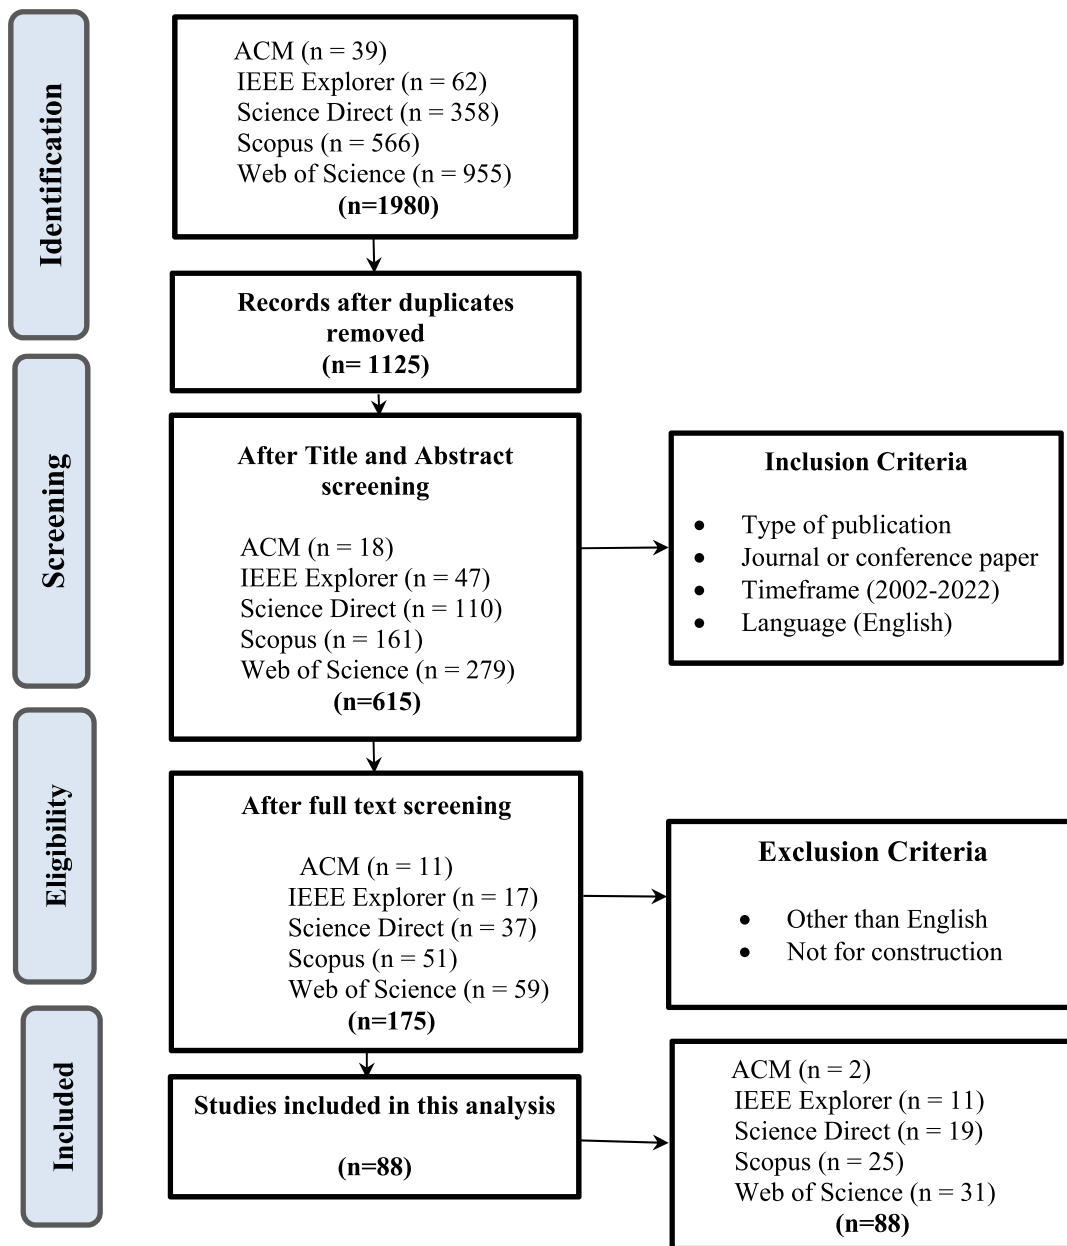 Identification
ACM (n = 39)
IEEE Explorer (n = 62)
Science Direct (n = 358)
Scopus (n = 566)
Web of Science (n = 955)
(n=1980)
Records after duplicates
removed
(n= 1125)
Screening
After Title and Abstract
screening
ACM (n = 18)
IEEE Explorer (n = 47)
Science Direct (n = 110)
Scopus (n = 161)
Web of Science (n = 279)
(n=615)
Inclusion Criteria
• Type of publication
• Journal or conference paper
• Timeframe (2002-2022)
• Language (English)
Eligibility
After full text screening
ACM (n = 11)
IEEE Explorer (n = 17)
Science Direct (n = 37)
Scopus (n = 51)
Web of Science (n = 59)
(n=175)
Exclusion Criteria
• Other than English
• Not for construction
Included
Studies included in this analysis
(n=88)
ACM (n = 2)
IEEE Explorer (n = 11)
Science Direct (n = 19)
Scopus (n = 25)
Web of Science (n = 31)
(n=88)